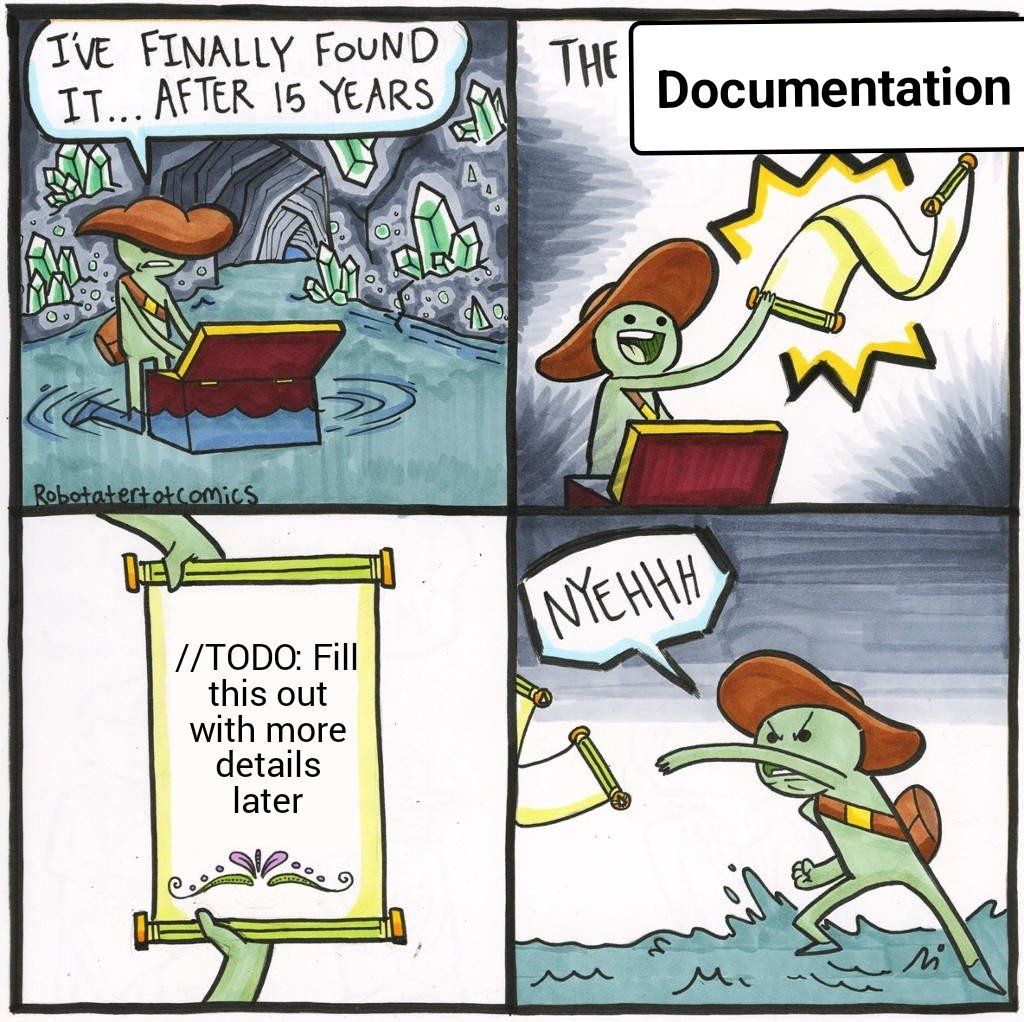 I'VE FINALLY FOUND
IT... AFTER 15 YEARS
THE
Documentation
Robotatertotcomics
//TODO: Fill
this out
with more
details
later
NYEHHH